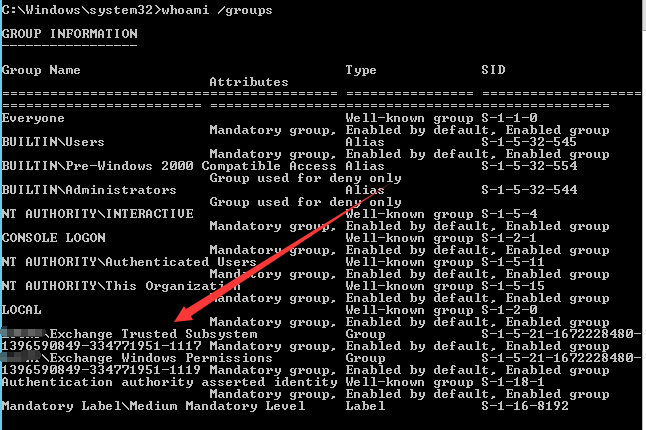 C:\Windows\system32>whoami /groups
GROUP INFORMATION
-----------------
Group Name                                 Type             SID
                          Attributes
========================================== ================ ====================
========================= ==================================================
Everyone                                   Well-known group S-1-1-0
                          Mandatory group, Enabled by default, Enabled group
BUILTIN\Users                              Alias            S-1-5-32-545
                          Mandatory group, Enabled by default, Enabled group
BUILTIN\Pre-Windows 2000 Compatible Access Alias            S-1-5-32-554
                          Group used for deny only
BUILTIN\Administrators                     Alias            S-1-5-32-544
                          Group used for deny only
NT AUTHORITY\INTERACTIVE                   Well-known group S-1-5-4
                          Mandatory group, Enabled by default, Enabled group
CONSOLE LOGON                              Well-known group S-1-2-1
                          Mandatory group, Enabled by default, Enabled group
NT AUTHORITY\Authenticated Users           Well-known group S-1-5-11
                          Mandatory group, Enabled by default, Enabled group
NT AUTHORITY\This Organization             Well-known group S-1-5-15
                          Mandatory group, Enabled by default, Enabled group
LOCAL                                      Well-known group S-1-2-0
                          Mandatory group, Enabled by default, Enabled group
\Exchange Trusted Subsystem                Group            S-1-5-21-1672228480-
1396590849-334771951-1117 Mandatory group, Enabled by default, Enabled group
\Exchange Windows Permissions              Group            S-1-5-21-1672228480-
1396590849-334771951-1119 Mandatory group, Enabled by default, Enabled group
Authentication authority asserted identity Well-known group S-1-18-1
                          Mandatory group, Enabled by default, Enabled group
Mandatory Label\Medium Mandatory Level     Label            S-1-16-8192